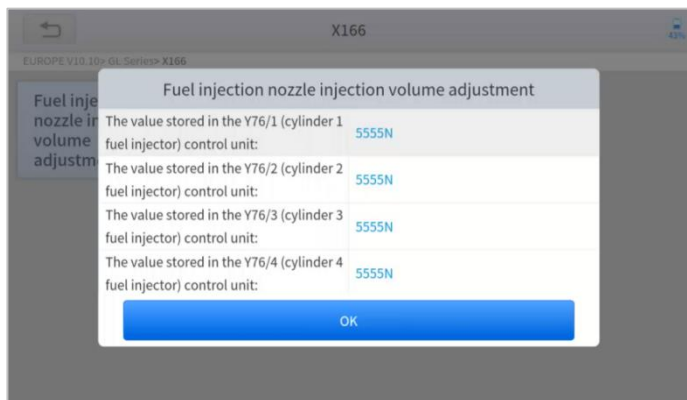 X166
43%
EUROPE V10.10> GL Series> X166
Fuel inje
nozzle in
volume
adjustm
Fuel injection nozzle injection volume adjustment
The value stored in the Y76/1 (cylinder 1
fuel injector) control unit:
5555N
The value stored in the Y76/2 (cylinder 2
fuel injector) control unit:
5555N
The value stored in the Y76/3 (cylinder 3
fuel injector) control unit:
5555N
The value stored in the Y76/4 (cylinder 4
fuel injector) control unit:
5555N
OK